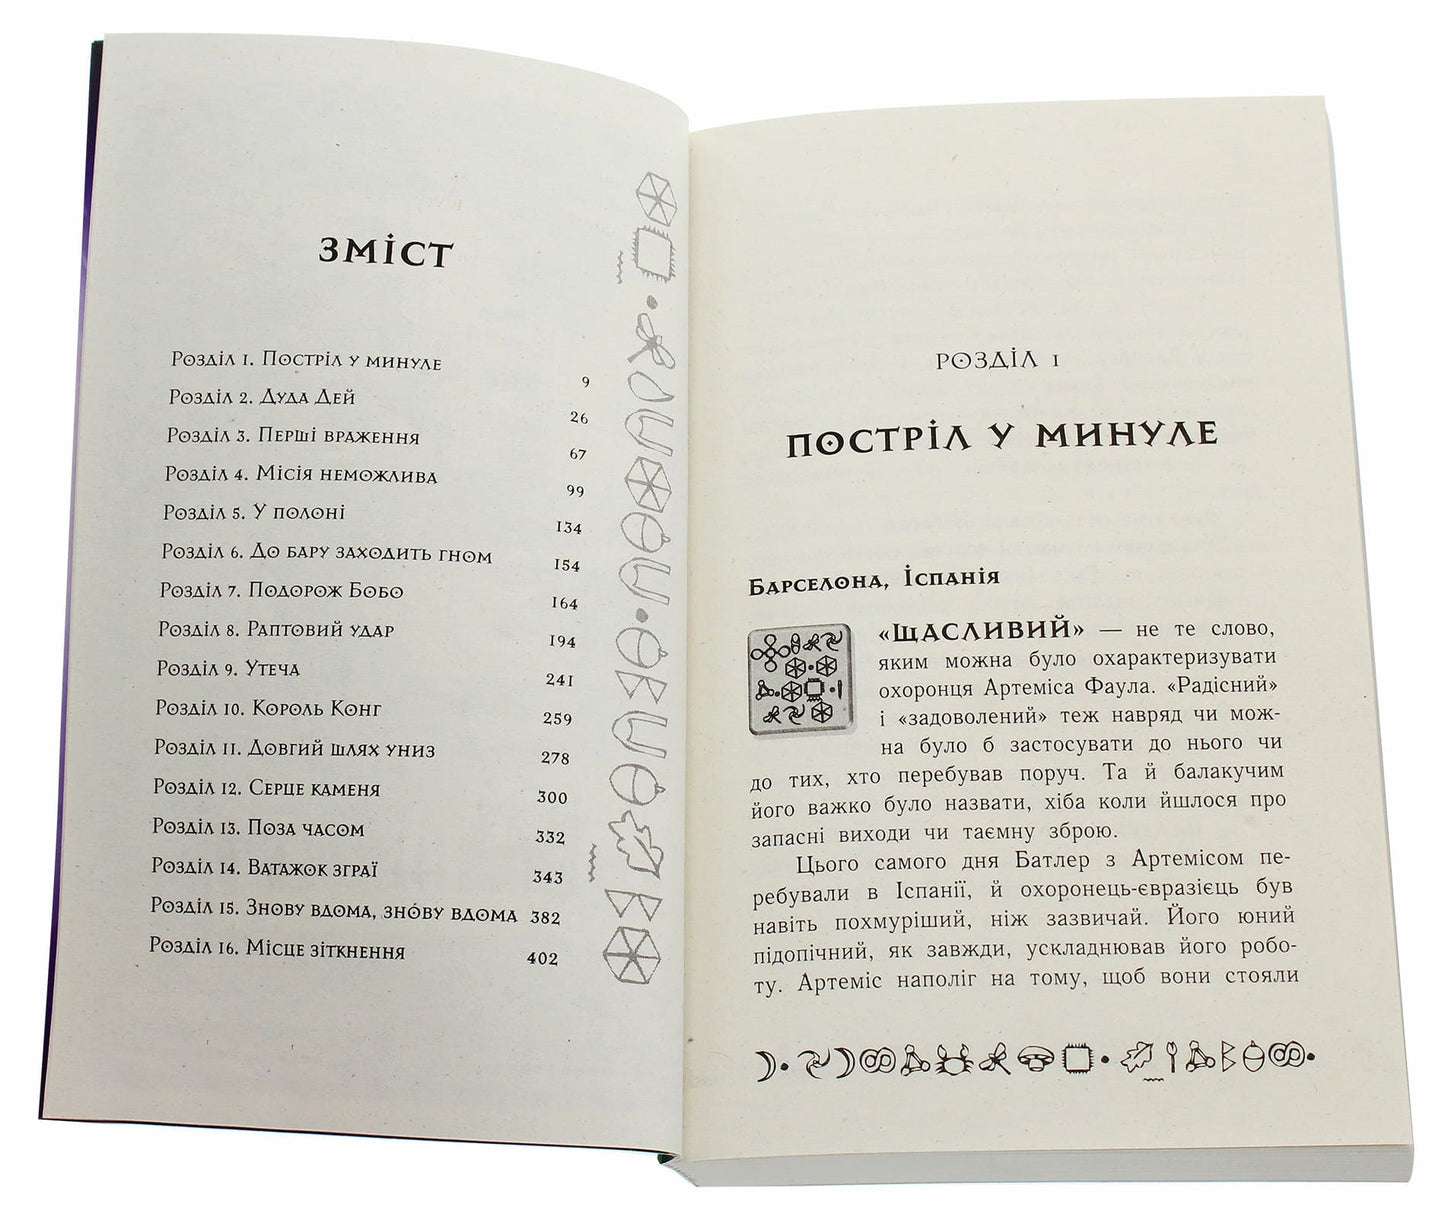 Зміст
Розділ 1. Постріл у минуле 9
Розділ 2. Дуда Дей 26
Розділ 3. Перші враження 67
Розділ 4. Місія неможлива 99
Розділ 5. У полоні 134
Розділ 6. До бару заходить гном 154
Розділ 7. Подорож Бобо 164
Розділ 8. Раптовий удар 194
Розділ 9. Утеча 241
Розділ 10. Король Конг 259
Розділ 11. Довгий шлях униз 278
Розділ 12. Серце каменя 300
Розділ 13. Поза часом 332
Розділ 14. Ватажок зграї 343
Розділ 15. Знову вдома, знову вдома 382
Розділ 16. Місце зіткнення 402
Розділ 1
Постріл у минуле
Барселона, Іспанія
«ЩАСЛИВИЙ» — не те слово,
яким можна було охарактеризувати
охоронця Артеміса Фаула. «Радісний»
і «задоволений» теж навряд чи мож-
на було б застосувати до нього чи
до тих, хто перебував поруч. Та й балакучим
його важко було назвати, хіба коли йшлося про
запасні виходи чи таємну зброю.
Цього самого дня Батлер з Артемісом пе-
ребували в Іспанії, й охоронець-євразієць був
навіть похмуріший, ніж зазвичай. Його юний
підопічний, як завжди, ускладнював його робо-
ту. Артеміс наполіг на тому, щоб вони стояли